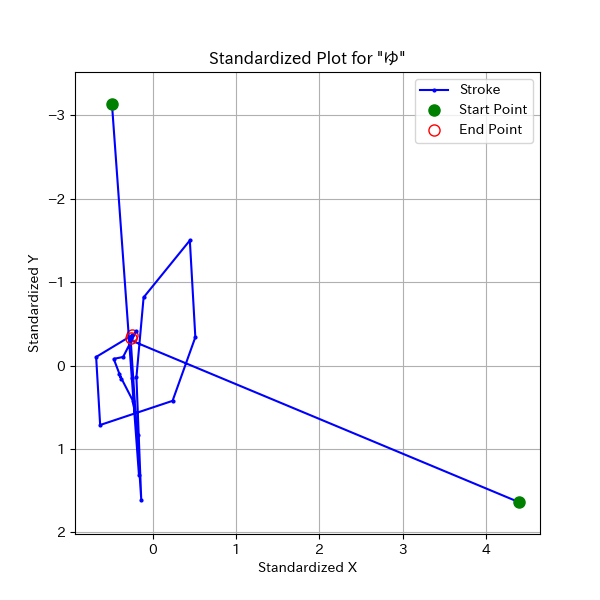 Standardized Plot for "ゆ"
Stroke
Start Point
End Point
Standardized Y
−3
−2
−1
0
1
2
0 1 2 3 4
Standardized X